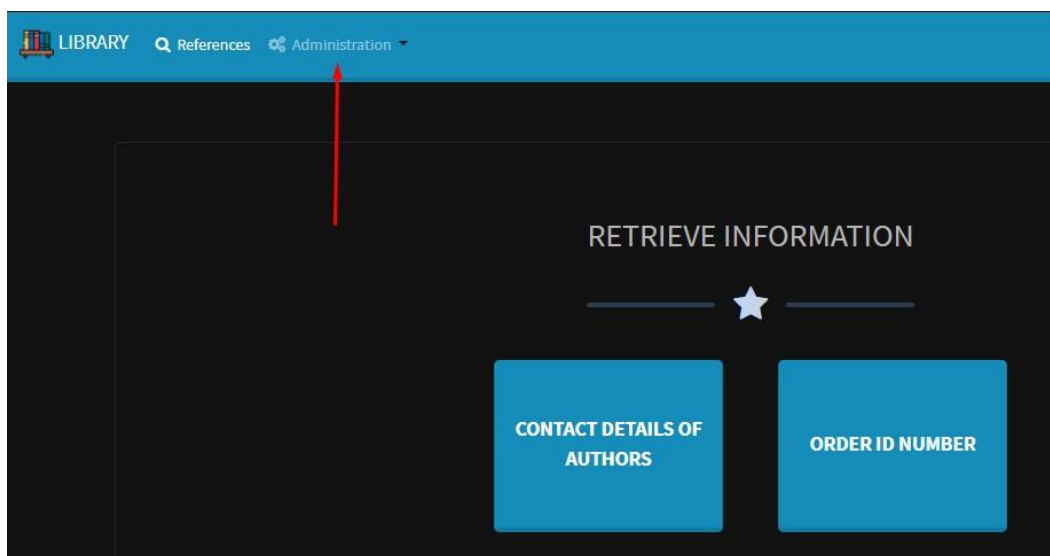 LIBRARY References Administration
RETRIEVE INFORMATION
CONTACT DETAILS OF
AUTHORS
ORDER ID NUMBER